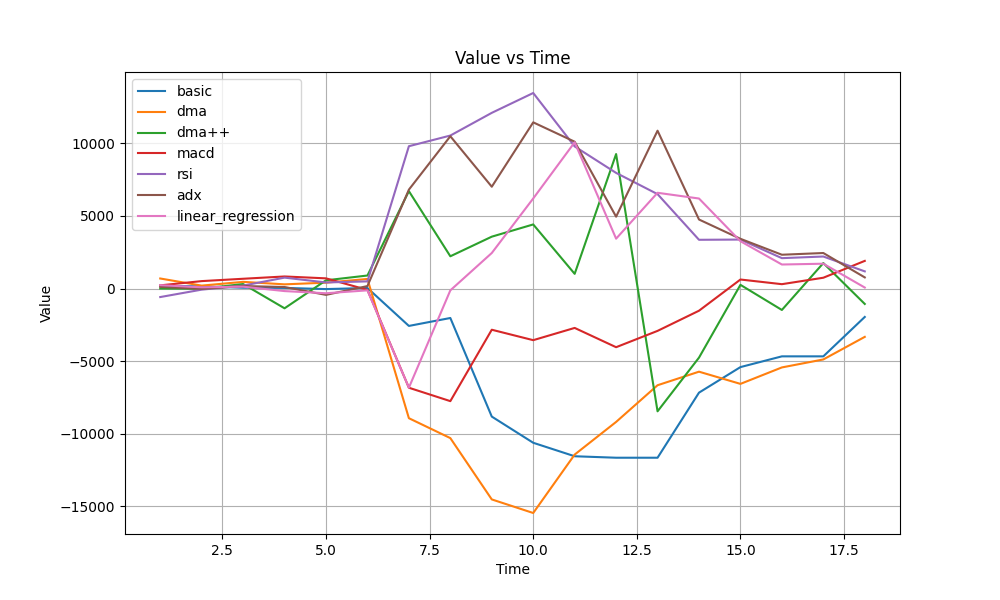 Value vs Time
basic
dma
dma++
macd
rsi
adx
linear_regression
10000
5000
0
−5000
−10000
−15000
Value
2.5 5.0 7.5 10.0 12.5 15.0 17.5
Time